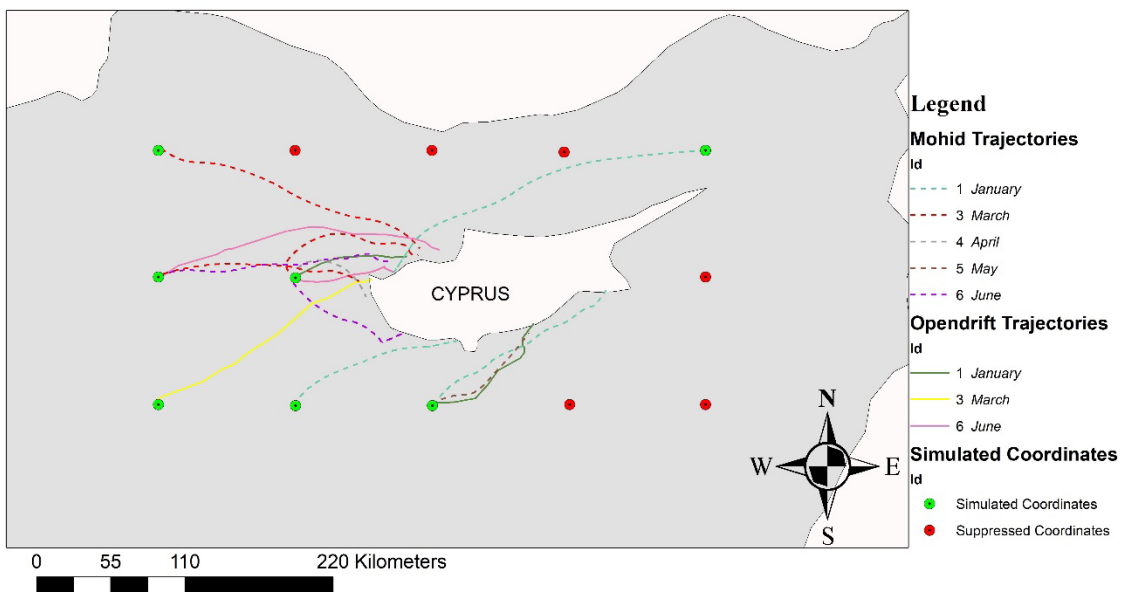 CYPRUS
N
W
E
S
0 55 110 220 Kilometers
Legend
Mohid Trajectories
Id
1 January
3 March
4 April
5 May
6 June
Opendrift Trajectories
Id
1 January
3 March
6 June
Simulated Coordinates
Id
Simulated Coordinates
Suppressed Coordinates